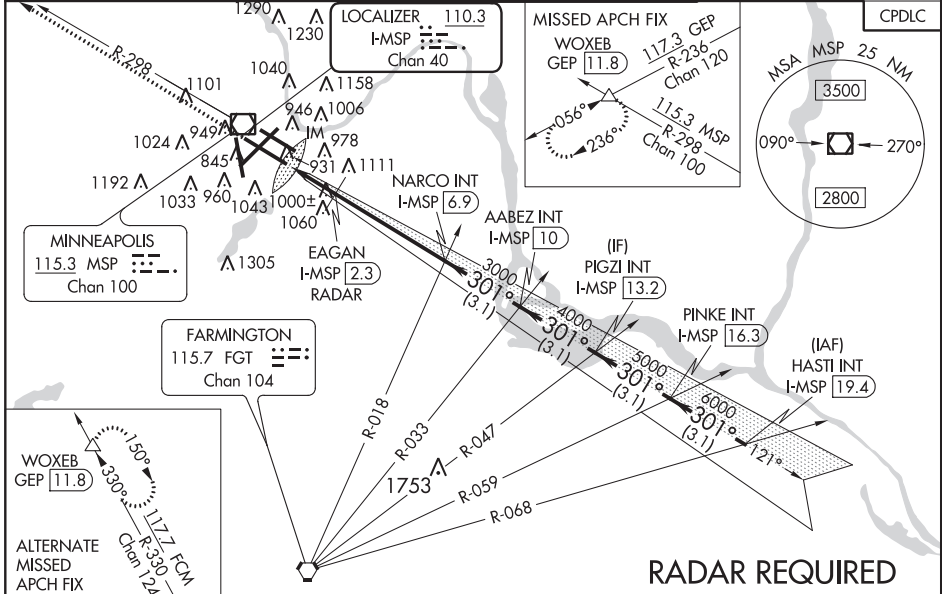 1290
1230
R-298
1101
1040
1158
946
1006
949
1024
IM
978
845
931
1111
1192
1033
960
1043
1000±
1060
1305
LOCALIZER 110.3
I-MSP
Chan 40
MISSED APCH FIX
WOXEB
GEP 11.8
117.3 GEP
R-236
Chan 120
056°
236°
115.3 MSP
R-298
Chan 100
CPDLC
MSA MSP 25 NM
3500
090°
270°
2800
MINNEAPOLIS
115.3 MSP
Chan 100
EAGAN
I-MSP 2.3
RADAR
NARCO INT
I-MSP 6.9
AABEZ INT
I-MSP 10
(IF)
PIGZI INT
I-MSP 13.2
PINKE INT
I-MSP 16.3
(IAF)
HASTI INT
I-MSP 19.4
3000
301°
(3.1)
4000
301°
(3.1)
5000
301°
(3.1)
6000
301°
(3.1)
121°
FARMINGTON
115.7 FGT
Chan 104
R-018
R-033
R-047
R-059
R-068
1753
WOXEB
GEP 11.8
150°
330°
117.7 FCM
R-330
Chan 124
ALTERNATE
MISSED
APCH FIX
RADAR REQUIRED